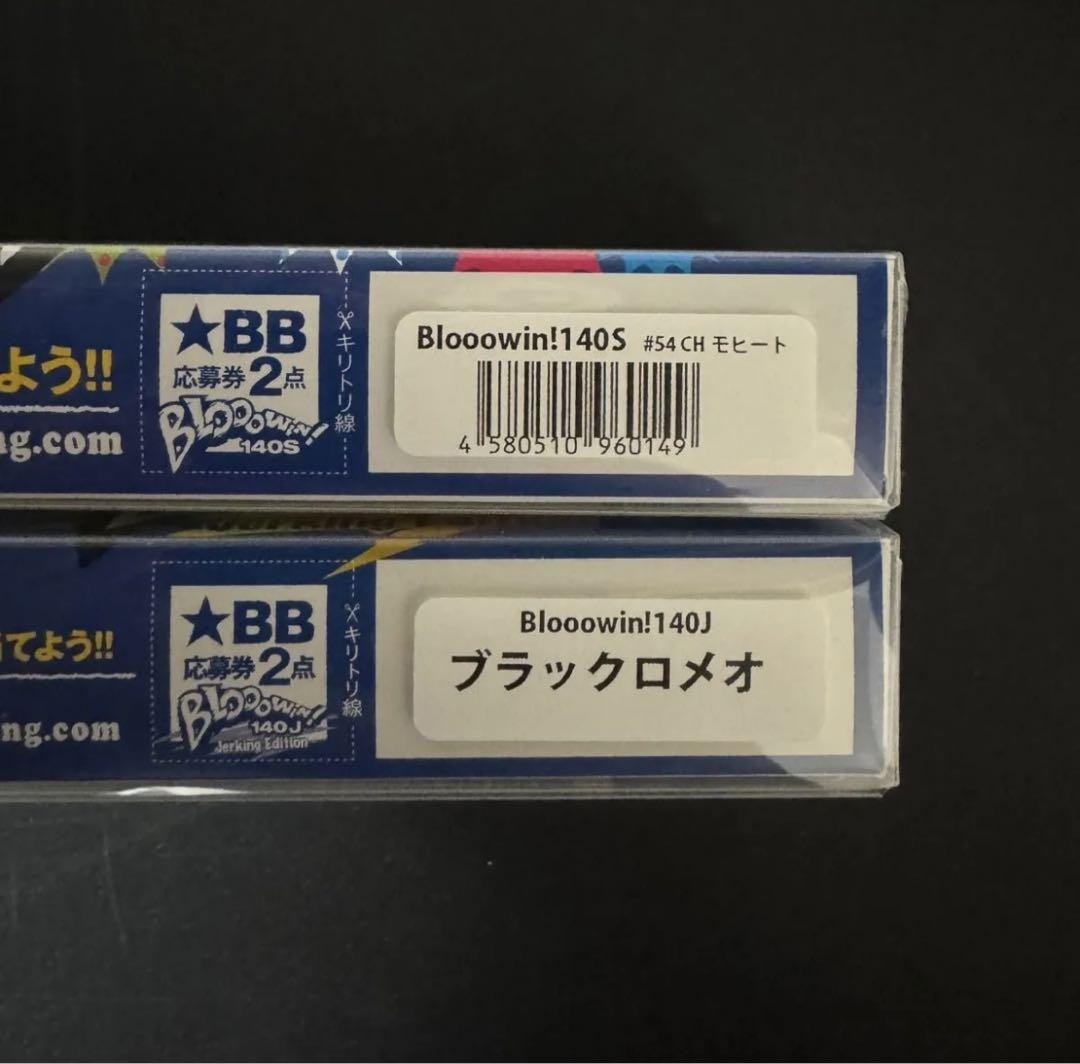 よう!!
ng.com
★BB
応募券2点
BLOOOWIN!
140S
キリトリ線
Blooowin!140S #54 CH モヒート
4 580510 960149
てよう!!
ng.com
★BB
応募券2点
BLOOOWIN!
140J
Jerking Edition
キリトリ線
Blooowin!140J
ブラックロメオ